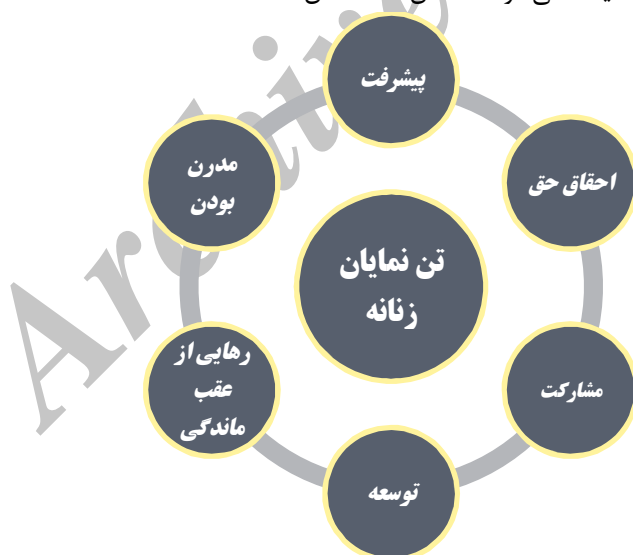 پیشرفت
احقاق حق
مشارکت
توسعه
رهایی از
عقب
ماندگی
مدرن
بودن
تن نمایان
زنانه